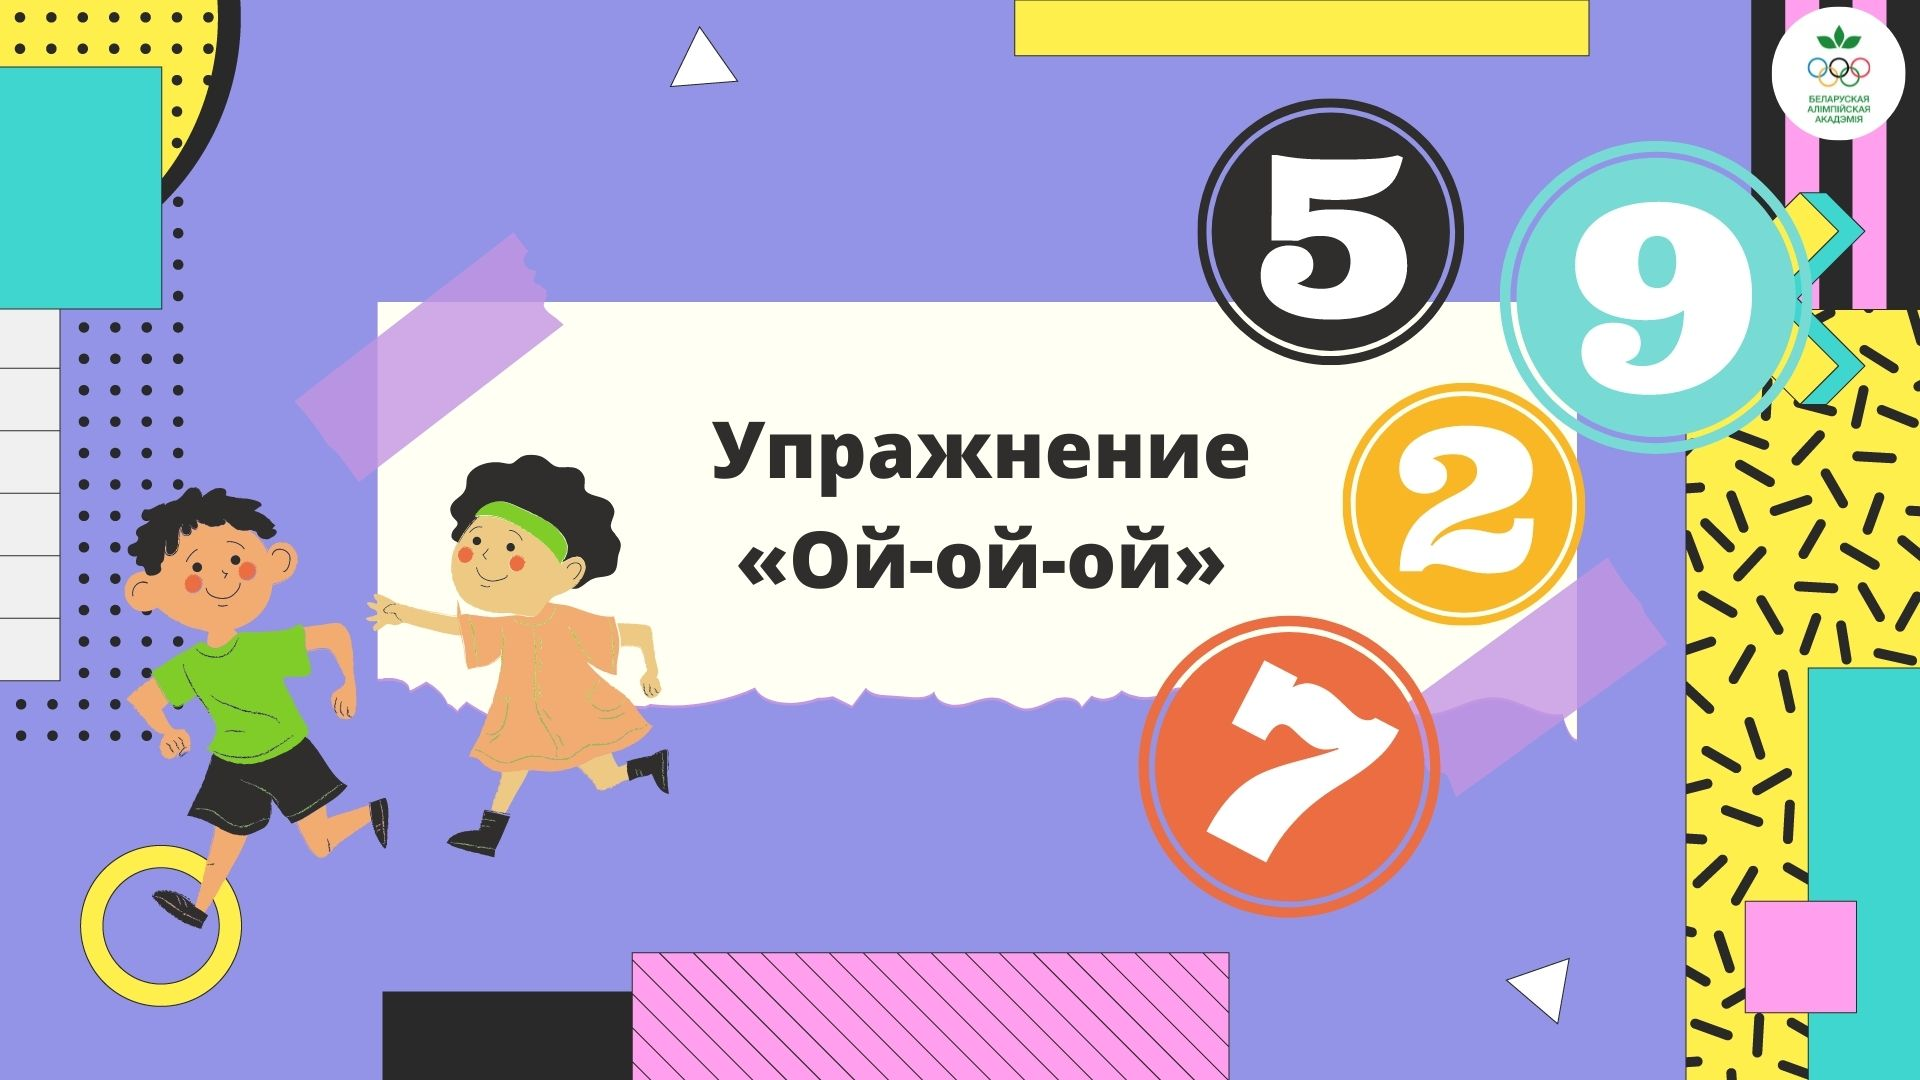 БЕЛАРУСКАЯ
АЛІМПІЙСКАЯ
АКАДЭМІЯ
5
9
Упражнение
2
«Ой-ой-ой»
7